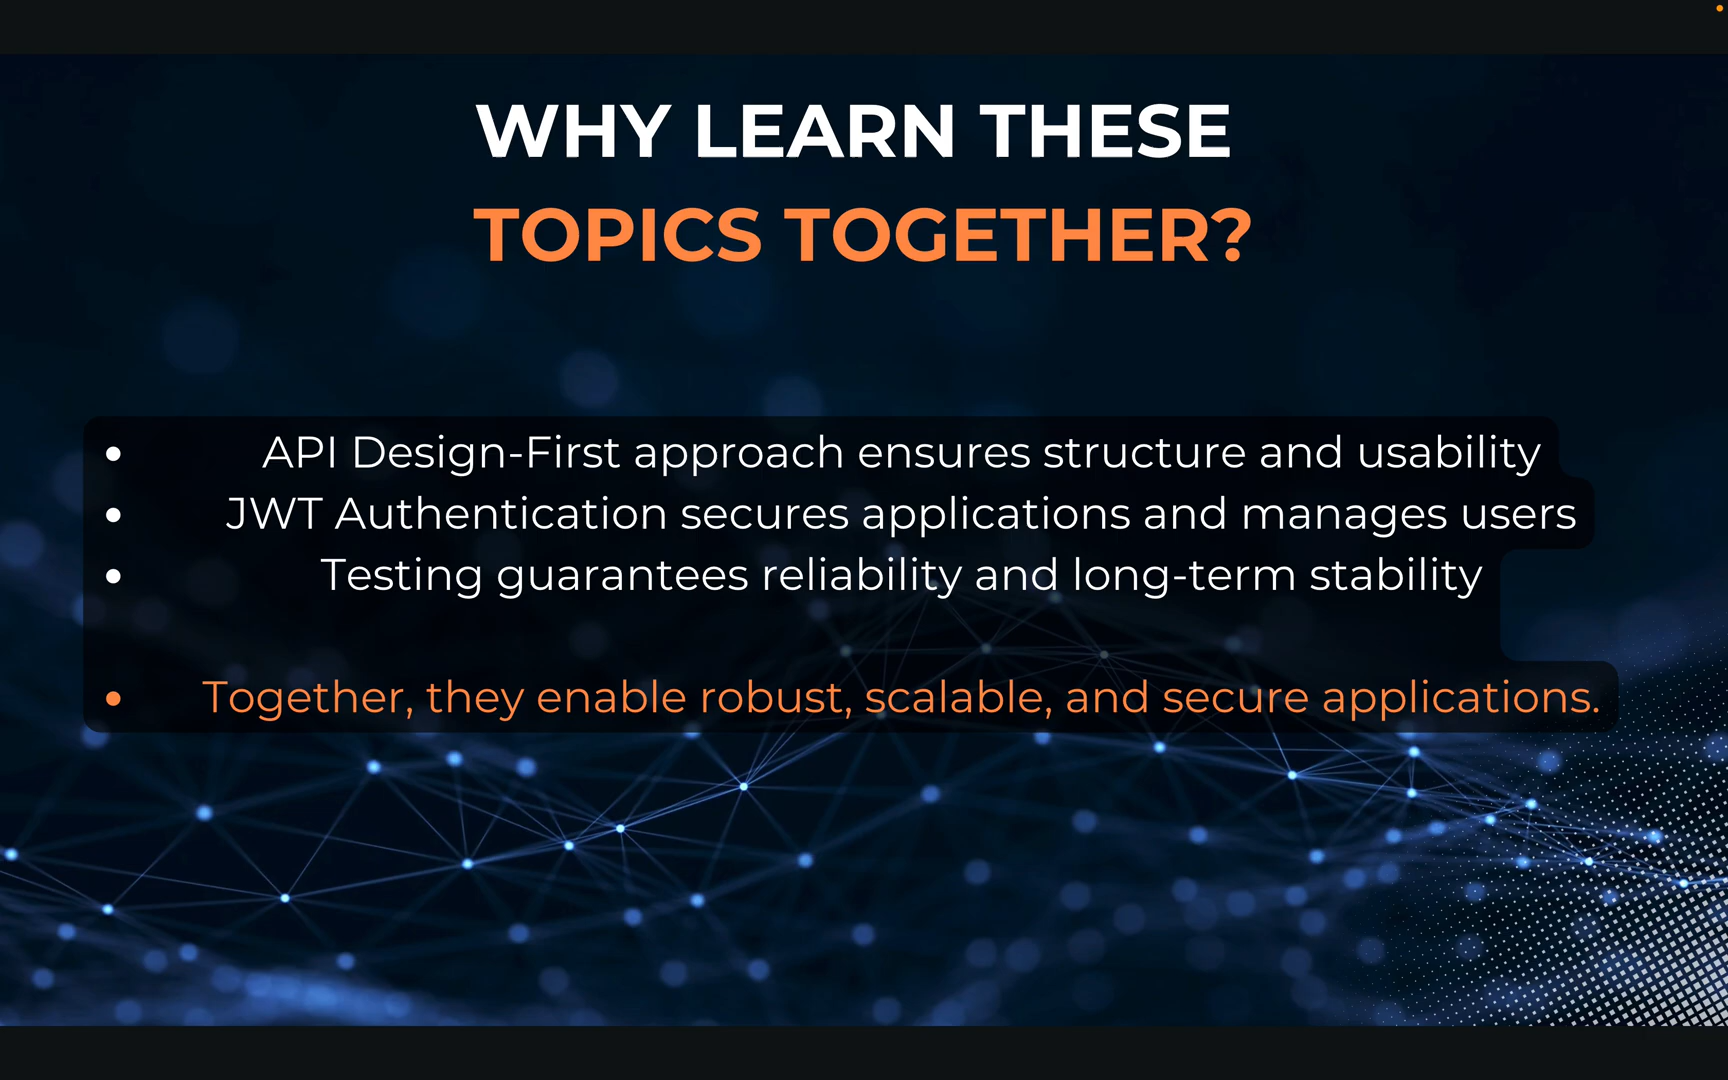 WHY LEARN THESE
TOPICS TOGETHER?
• API Design-First approach ensures structure and usability
• JWT Authentication secures applications and manages users
• Testing guarantees reliability and long-term stability
• Together, they enable robust, scalable, and secure applications.